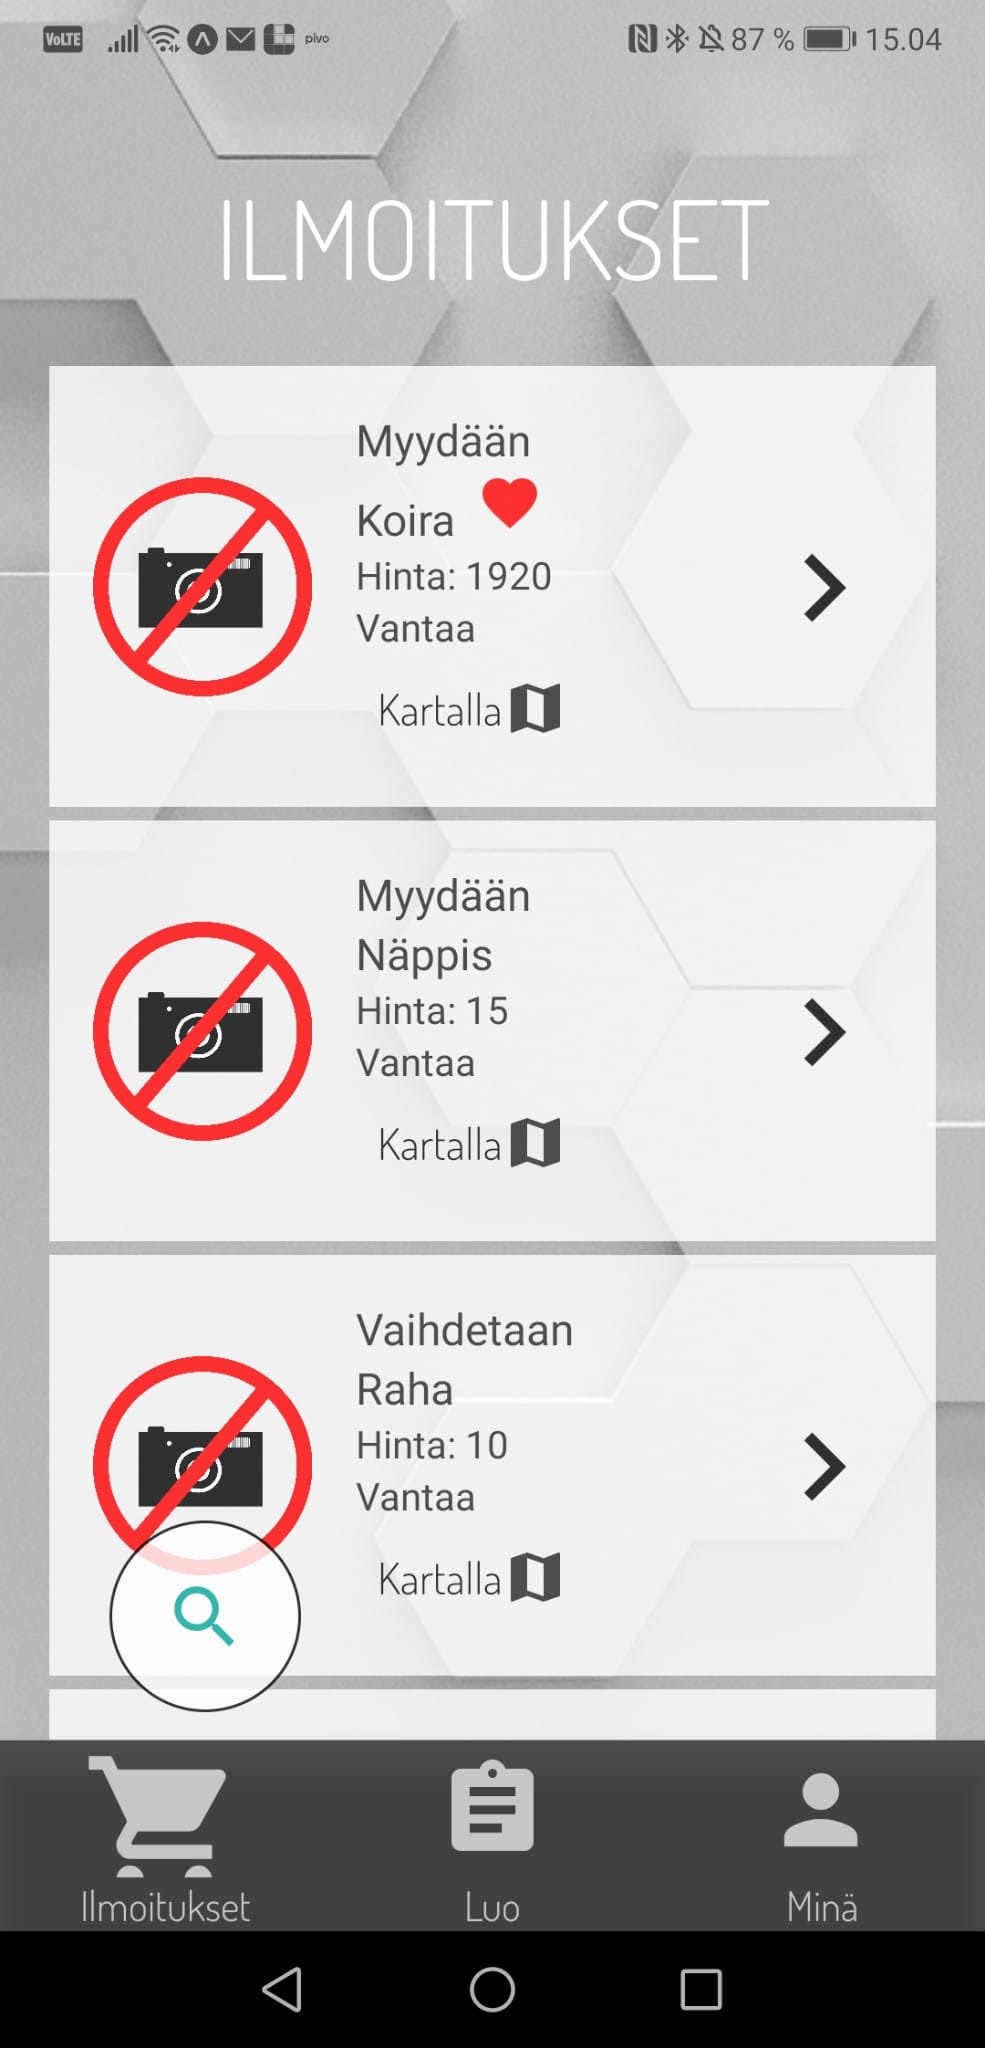 VoLTE pivo 87 % 15.04
ILMOITUKSET
Myydään
Koira
Hinta: 1920
Vantaa
Kartalla
Myydään
Näppis
Hinta: 15
Vantaa
Kartalla
Vaihdetaan
Raha
Hinta: 10
Vantaa
Kartalla
Ilmoitukset Luo Minä